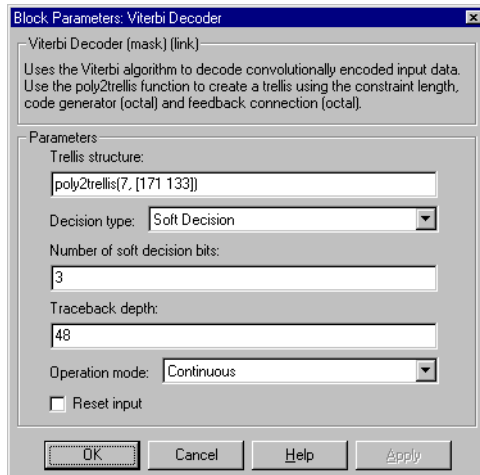 Block Parameters: Viterbi Decoder
Viterbi Decoder (mask) (link)
Uses the Viterbi algorithm to decode convolutionally encoded input data.
Use the poly2trellis function to create a trellis using the constraint length,
code generator (octal) and feedback connection (octal).
Parameters
Trellis structure:
poly2trellis(7, [171 133])
Decision type: Soft Decision
Number of soft decision bits:
3
Traceback depth:
48
Operation mode: Continuous
Reset input
OK Cancel Help Apply